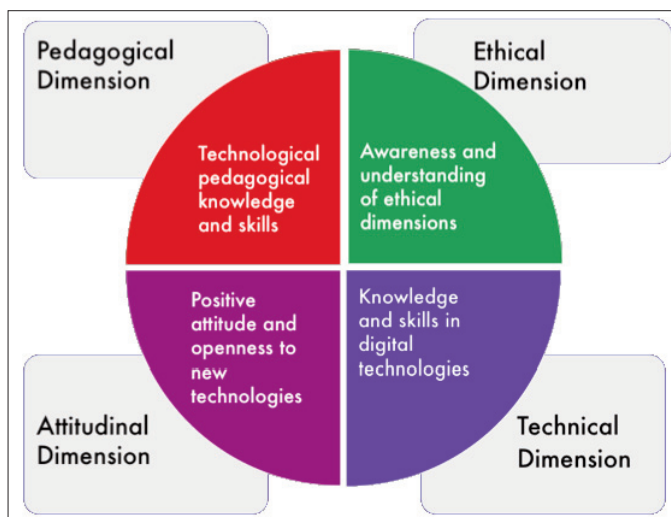 Pedagogical
Dimension
Ethical
Dimension
Technological
pedagogical
knowledge
and skills
Awareness and
understanding
of ethical
dimensions
Positive
attitude and
openness to
new
technologies
Knowledge
and skills in
digital
technologies
Attitudinal
Dimension
Technical
Dimension